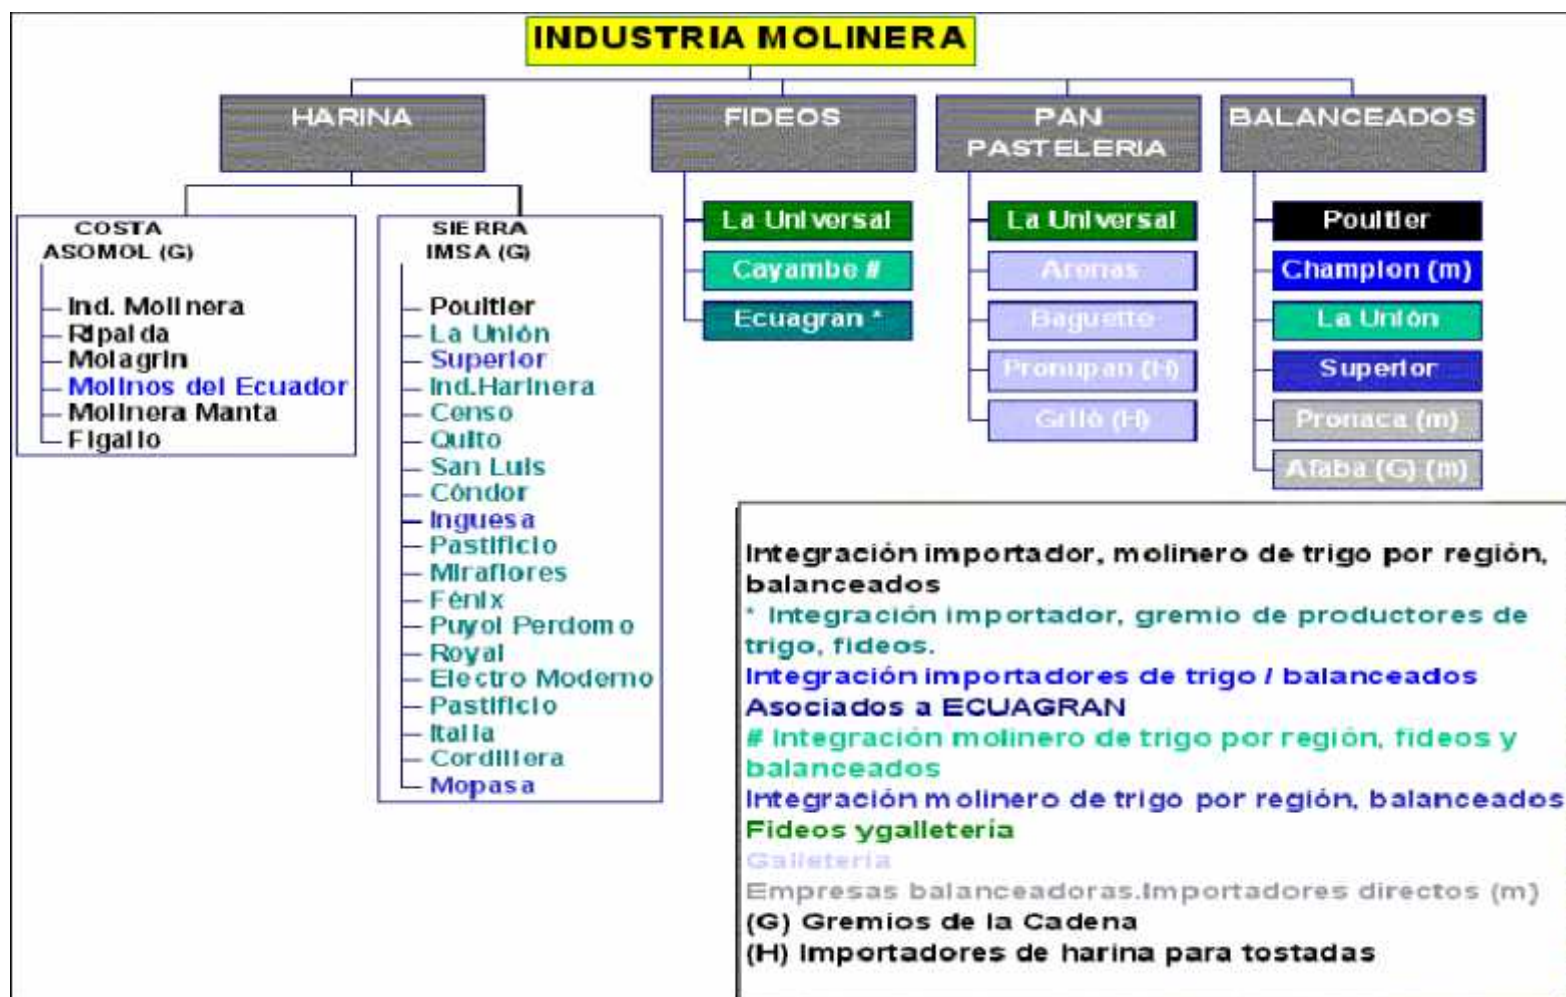 INDUSTRIA MOLINERA
HARINA
FIDEOS
PAN
PASTELERIA
BALANCEADOS
COSTA
ASOMOL (G)
Ind. Molinera
Ripalda
Molagrin
Molinos del Ecuador
Molinera Manta
Figallo
SIERRA
IMSA (G)
Poultier
La Unión
Superior
Ind.Harinera
Censo
Quito
San Luis
Cóndor
Inguesa
Pastificio
Miraflores
Fénix
Puyol Perdomo
Royal
Electro Moderno
Pastificio
Italia
Cordillera
Mopasa
La Universal
Cayambe #
Ecuagran *
La Universal
Arenas
Baguette
Pronupan (H)
Grilé (H)
Poultier
Champion (m)
La Unión
Superior
Pronaca (m)
Afaba (G) (m)
Integración importador, molinero de trigo por región,
balanceados
* Integración importador, gremio de productores de
trigo, fideos.
Integración importadores de trigo / balanceados
Asociados a ECUAGRAN
# Integración molinero de trigo por región, fideos y
balanceados
Integración molinero de trigo por región, balanceados
Fideos ygalletería
Galletería
Empresas balanceadoras.Importadores directos (m)
(G) Gremios de la Cadena
(H) Importadores de harina para tostadas